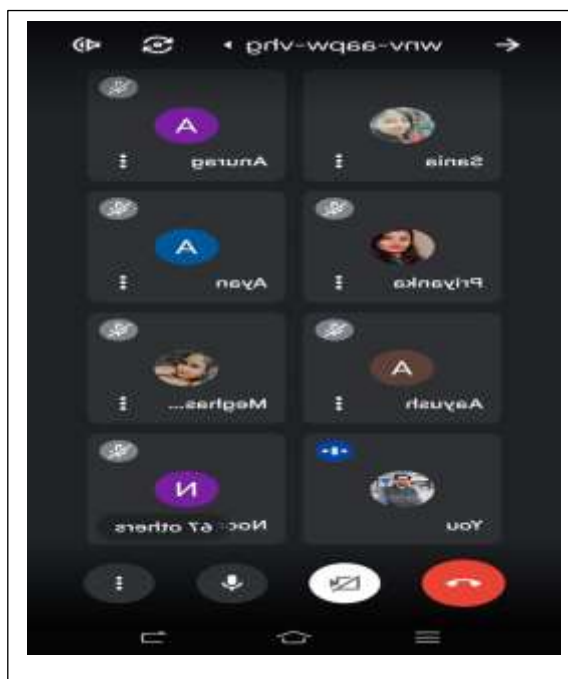 wnv-aapw-vhg
A
Sania Anurag
A
Priyanka Ayan
A
Aayush Meghas...
N
You 67 others